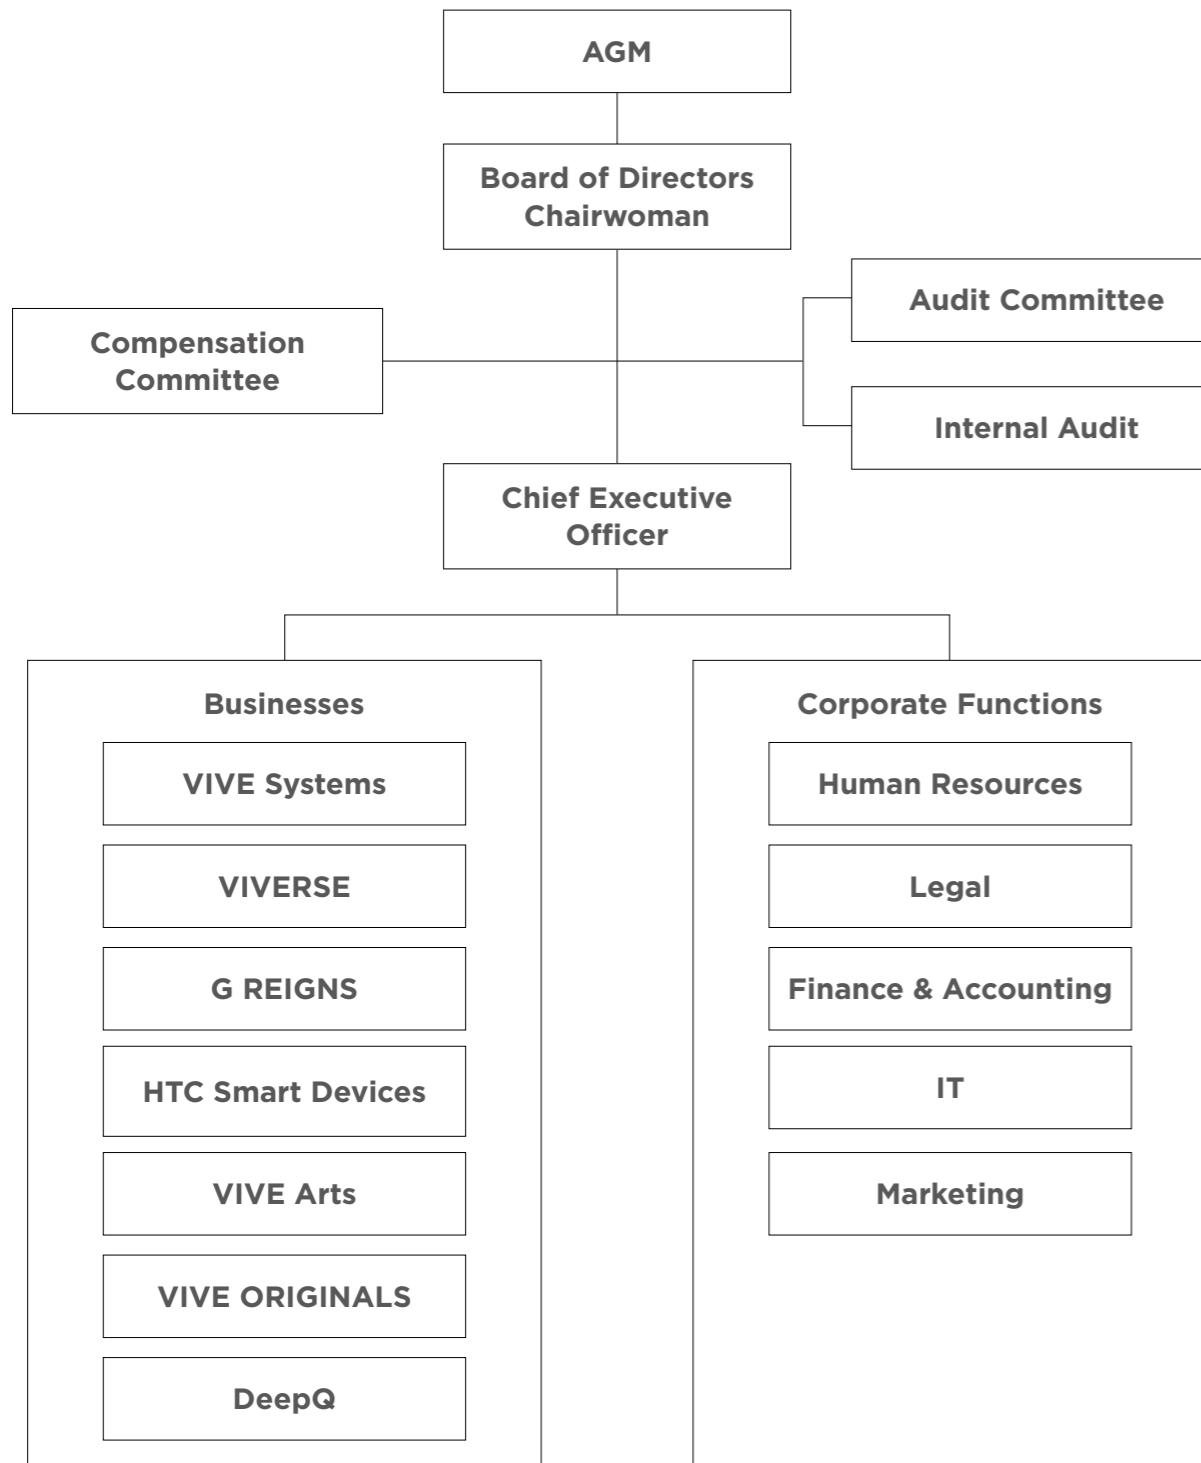 AGM
Board of Directors
Chairwoman
Audit Committee
Compensation
Committee
Internal Audit
Chief Executive
Officer
Businesses
VIVE Systems
VIVERSE
G REIGNS
HTC Smart Devices
VIVE Arts
VIVE ORIGINALS
DeepQ
Corporate Functions
Human Resources
Legal
Finance & Accounting
IT
Marketing